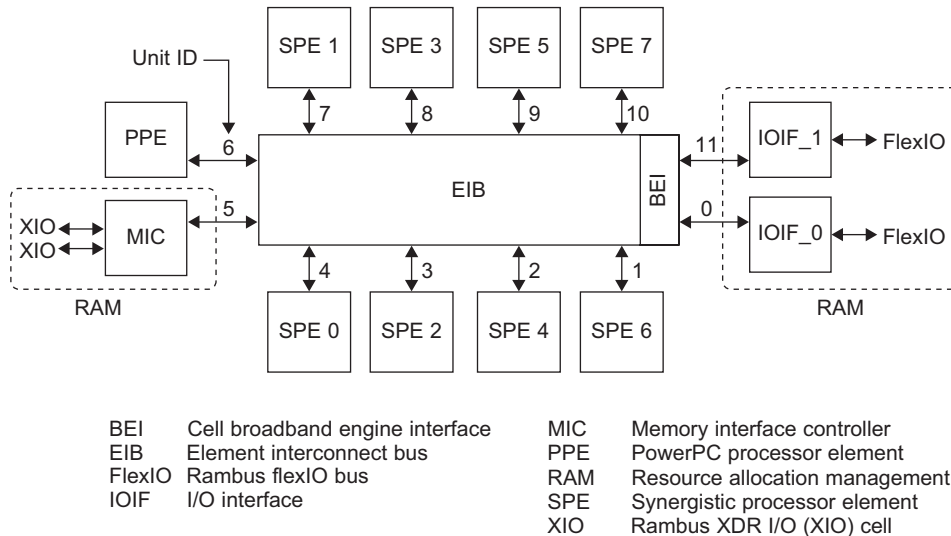 SPE 1
SPE 3
SPE 5
SPE 7
Unit ID
7
8
9
10
PPE
6
11
IOIF_1
FlexIO
EIB
BEI
XIO
XIO
MIC
5
0
IOIF_0
FlexIO
4
3
2
1
RAM
RAM
SPE 0
SPE 2
SPE 4
SPE 6
BEI Cell broadband engine interface
EIB Element interconnect bus
FlexIO Rambus flexIO bus
IOIF I/O interface
MIC Memory interface controller
PPE PowerPC processor element
RAM Resource allocation management
SPE Synergistic processor element
XIO Rambus XDR I/O (XIO) cell